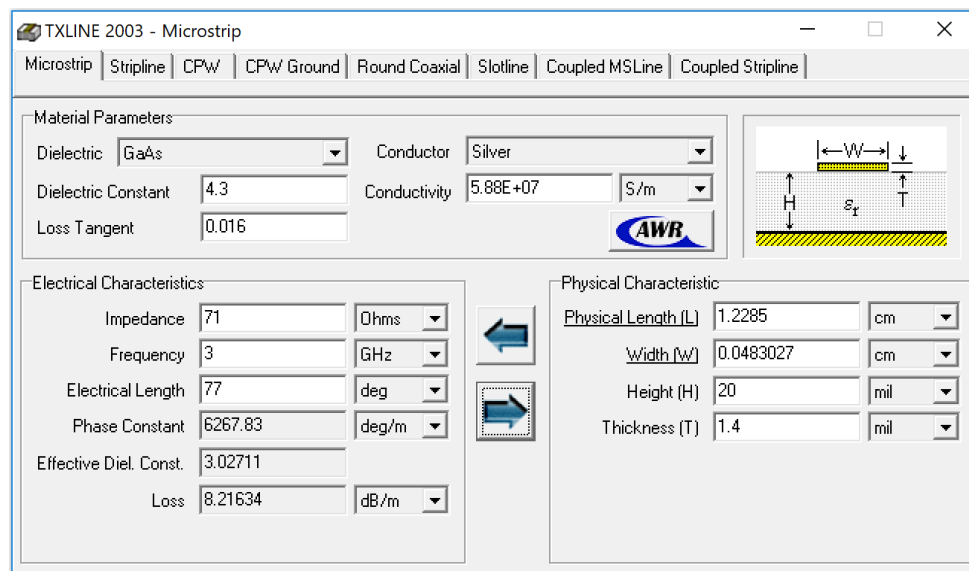 TXLINE 2003 - Microstrip
Microstrip Stripline CPW CPW Ground Round Coaxial Slotline Coupled MSLine Coupled Stripline
Material Parameters
Dielectric GaAs Conductor Silver
Dielectric Constant 4.3 Conductivity 5.88E+07 S/m
Loss Tangent 0.016
AWR
W
H
T
εr
Electrical Characteristics
Impedance 71 Ohms
Frequency 3 GHz
Electrical Length 77 deg
Phase Constant 6267.83 deg/m
Effective Diel. Const. 3.02711
Loss 8.21634 dB/m
Physical Characteristic
Physical Length (L) 1.2285 cm
Width (W) 0.0483027 cm
Height (H) 20 mil
Thickness (T) 1.4 mil